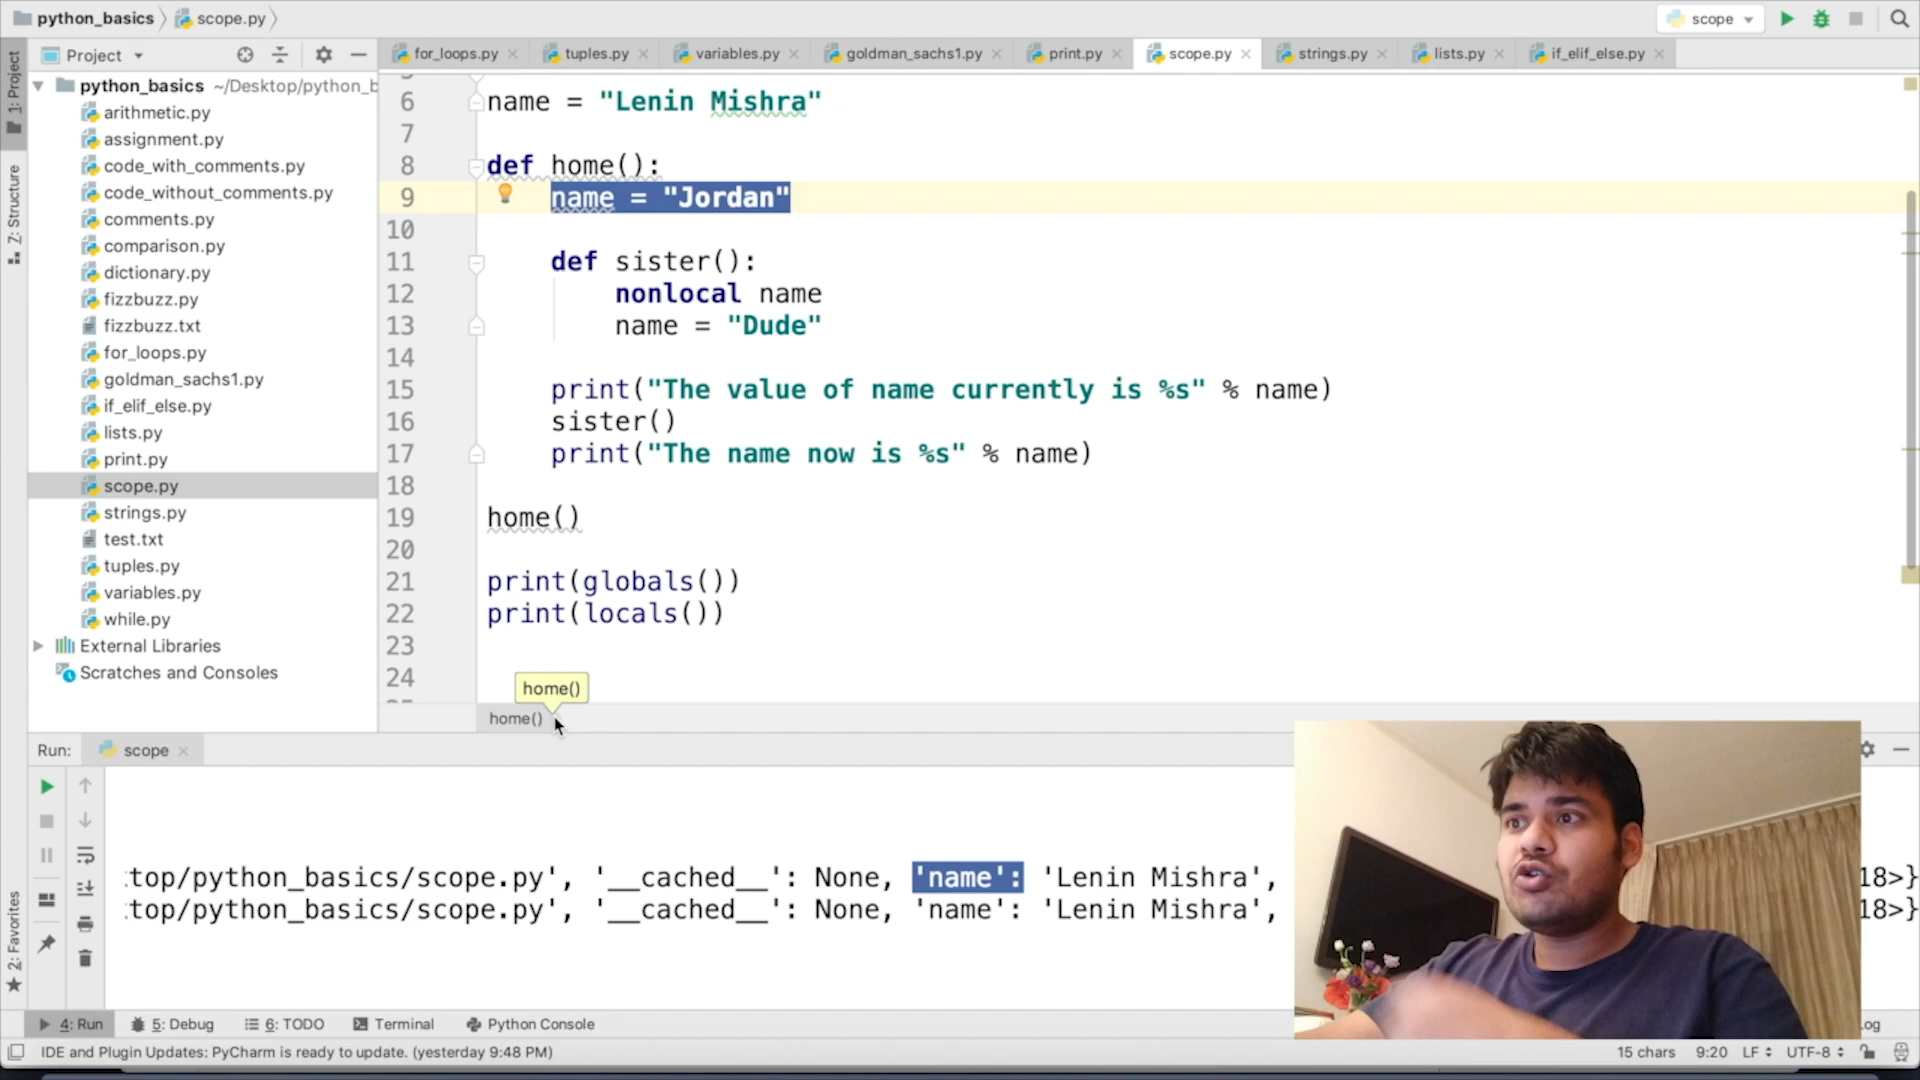 python_basics scope.py
scope
1: Project
Project
for_loops.py tuples.py variables.py goldman_sachs1.py print.py scope.py strings.py lists.py if_elif_else.py
python_basics ~/Desktop/python_b
arithmetic.py
assignment.py
code_with_comments.py
code_without_comments.py
comments.py
comparison.py
dictionary.py
fizzbuzz.py
fizzbuzz.txt
for_loops.py
goldman_sachs1.py
if_elif_else.py
lists.py
print.py
scope.py
strings.py
test.txt
tuples.py
variables.py
while.py
External Libraries
Scratches and Consoles
Z: Structure
2: Favorites
6 name = "Lenin Mishra"
7
8 def home():
9 name = "Jordan"
10
11 def sister():
12 nonlocal name
13 name = "Dude"
14
15 print("The value of name currently is %s" % name)
16 sister()
17 print("The name now is %s" % name)
18
19 home()
20
21 print(globals())
22 print(locals())
23
24
home()
home()
Run: scope
top/python_basics/scope.py', '__cached__': None, 'name': 'Lenin Mishra', 18>}
top/python_basics/scope.py', '__cached__': None, 'name': 'Lenin Mishra', 18>}
4: Run 5: Debug 6: TODO Terminal Python Console og
IDE and Plugin Updates: PyCharm is ready to update. (yesterday 9:48 PM) 15 chars 9:20 LF UTF-8